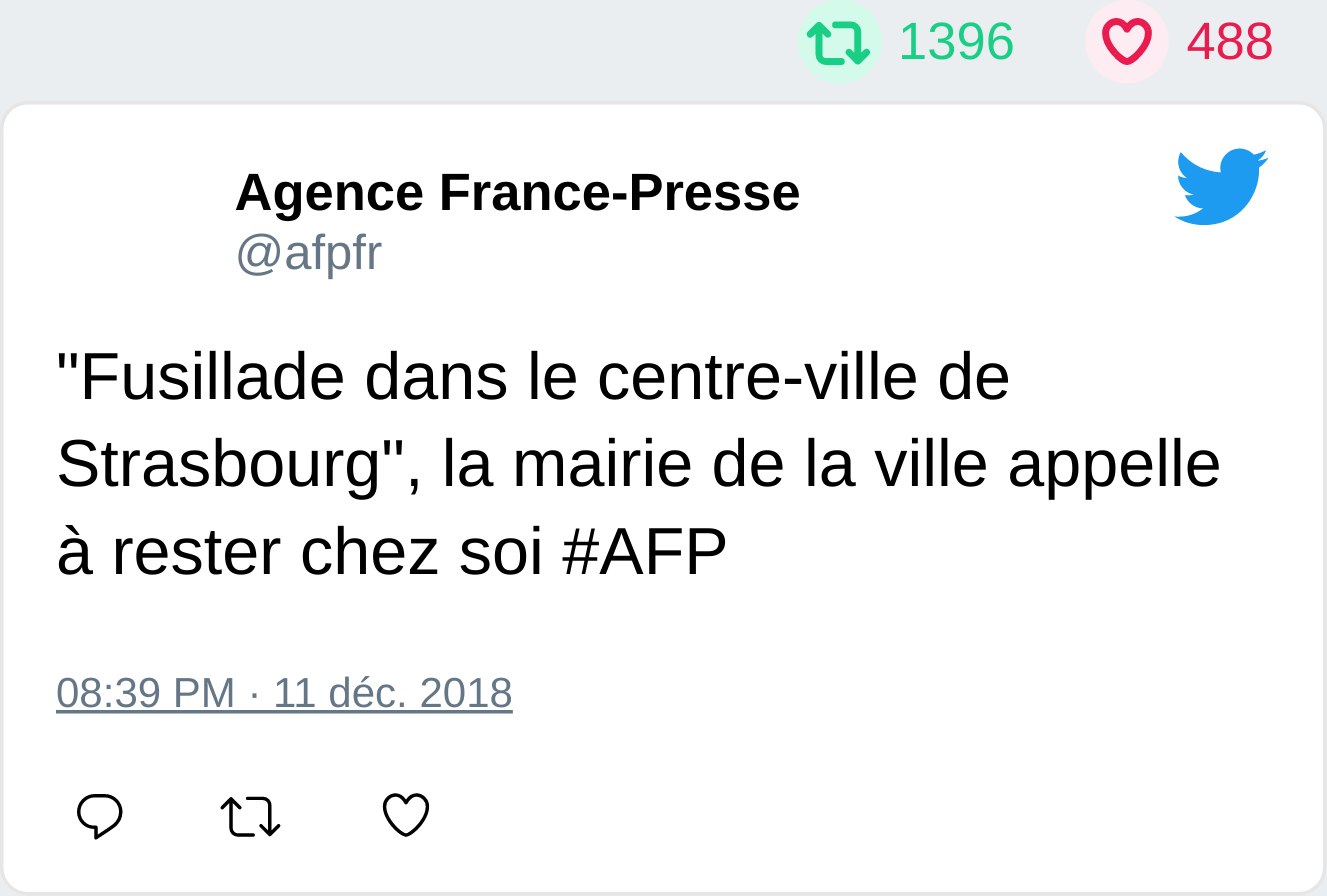 1396 488
Agence France-Presse
@afpfr
"Fusillade dans le centre-ville de
Strasbourg", la mairie de la ville appelle
à rester chez soi #AFP
08:39 PM · 11 déc. 2018